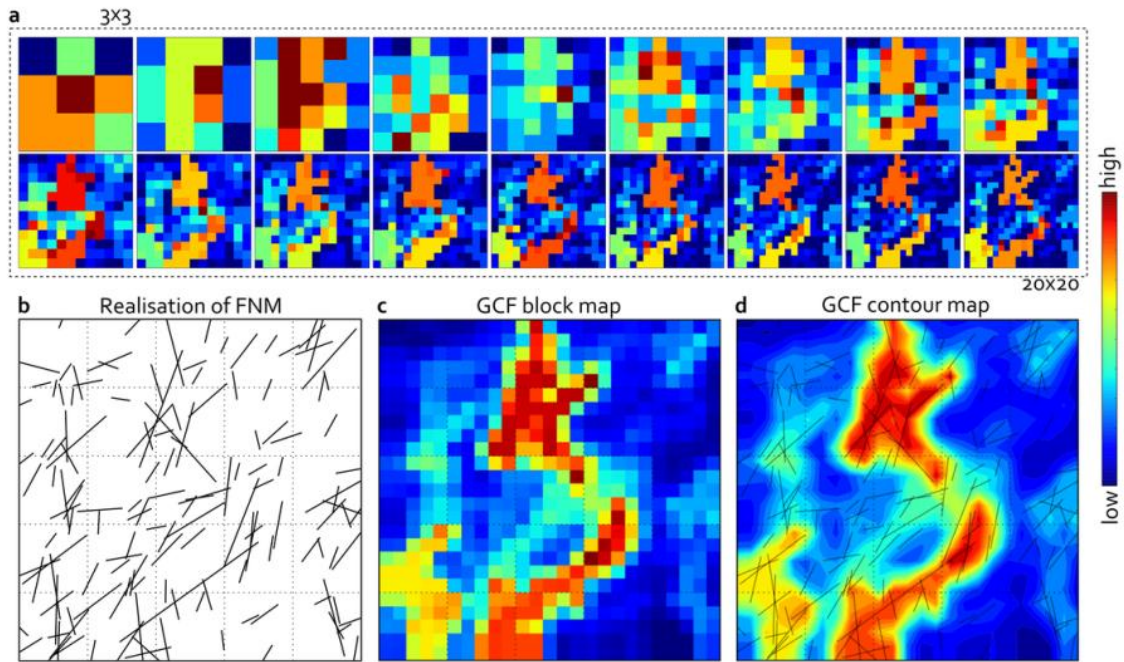 a
3x3
high
low
20x20
b Realisation of FNM
c GCF block map
d GCF contour map